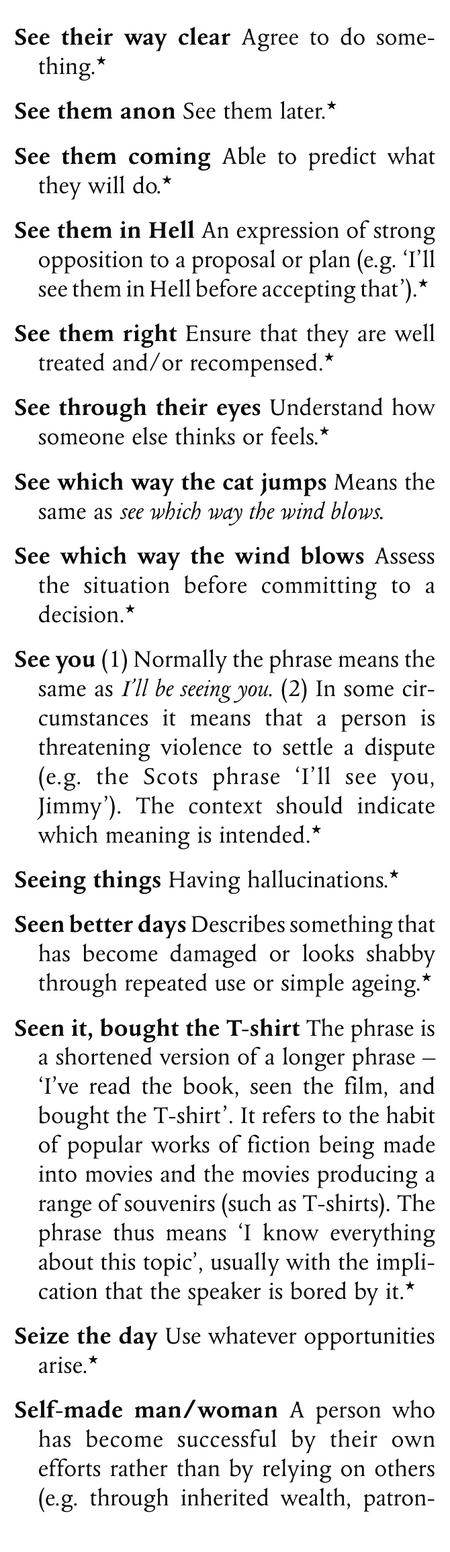 See their way clear Agree to do some-
thing.★
See them anon See them later.★
See them coming Able to predict what
they will do.★
See them in Hell An expression of strong
opposition to a proposal or plan (e.g. ‘I’ll
see them in Hell before accepting that’).★
See them right Ensure that they are well
treated and/or recompensed.★
See through their eyes Understand how
someone else thinks or feels.★
See which way the cat jumps Means the
same as see which way the wind blows.
See which way the wind blows Assess
the situation before committing to a
decision.★
See you (1) Normally the phrase means the
same as I’ll be seeing you. (2) In some cir-
cumstances it means that a person is
threatening violence to settle a dispute
(e.g. the Scots phrase ‘I’ll see you,
Jimmy’). The context should indicate
which meaning is intended.★
Seeing things Having hallucinations.★
Seen better days Describes something that
has become damaged or looks shabby
through repeated use or simple ageing.★
Seen it, bought the T-shirt The phrase is
a shortened version of a longer phrase –
‘I’ve read the book, seen the film, and
bought the T-shirt’. It refers to the habit
of popular works of fiction being made
into movies and the movies producing a
range of souvenirs (such as T-shirts). The
phrase thus means ‘I know everything
about this topic’, usually with the impli-
cation that the speaker is bored by it.★
Seize the day Use whatever opportunities
arise.★
Self-made man/woman A person who
has become successful by their own
efforts rather than by relying on others
(e.g. through inherited wealth, patron-